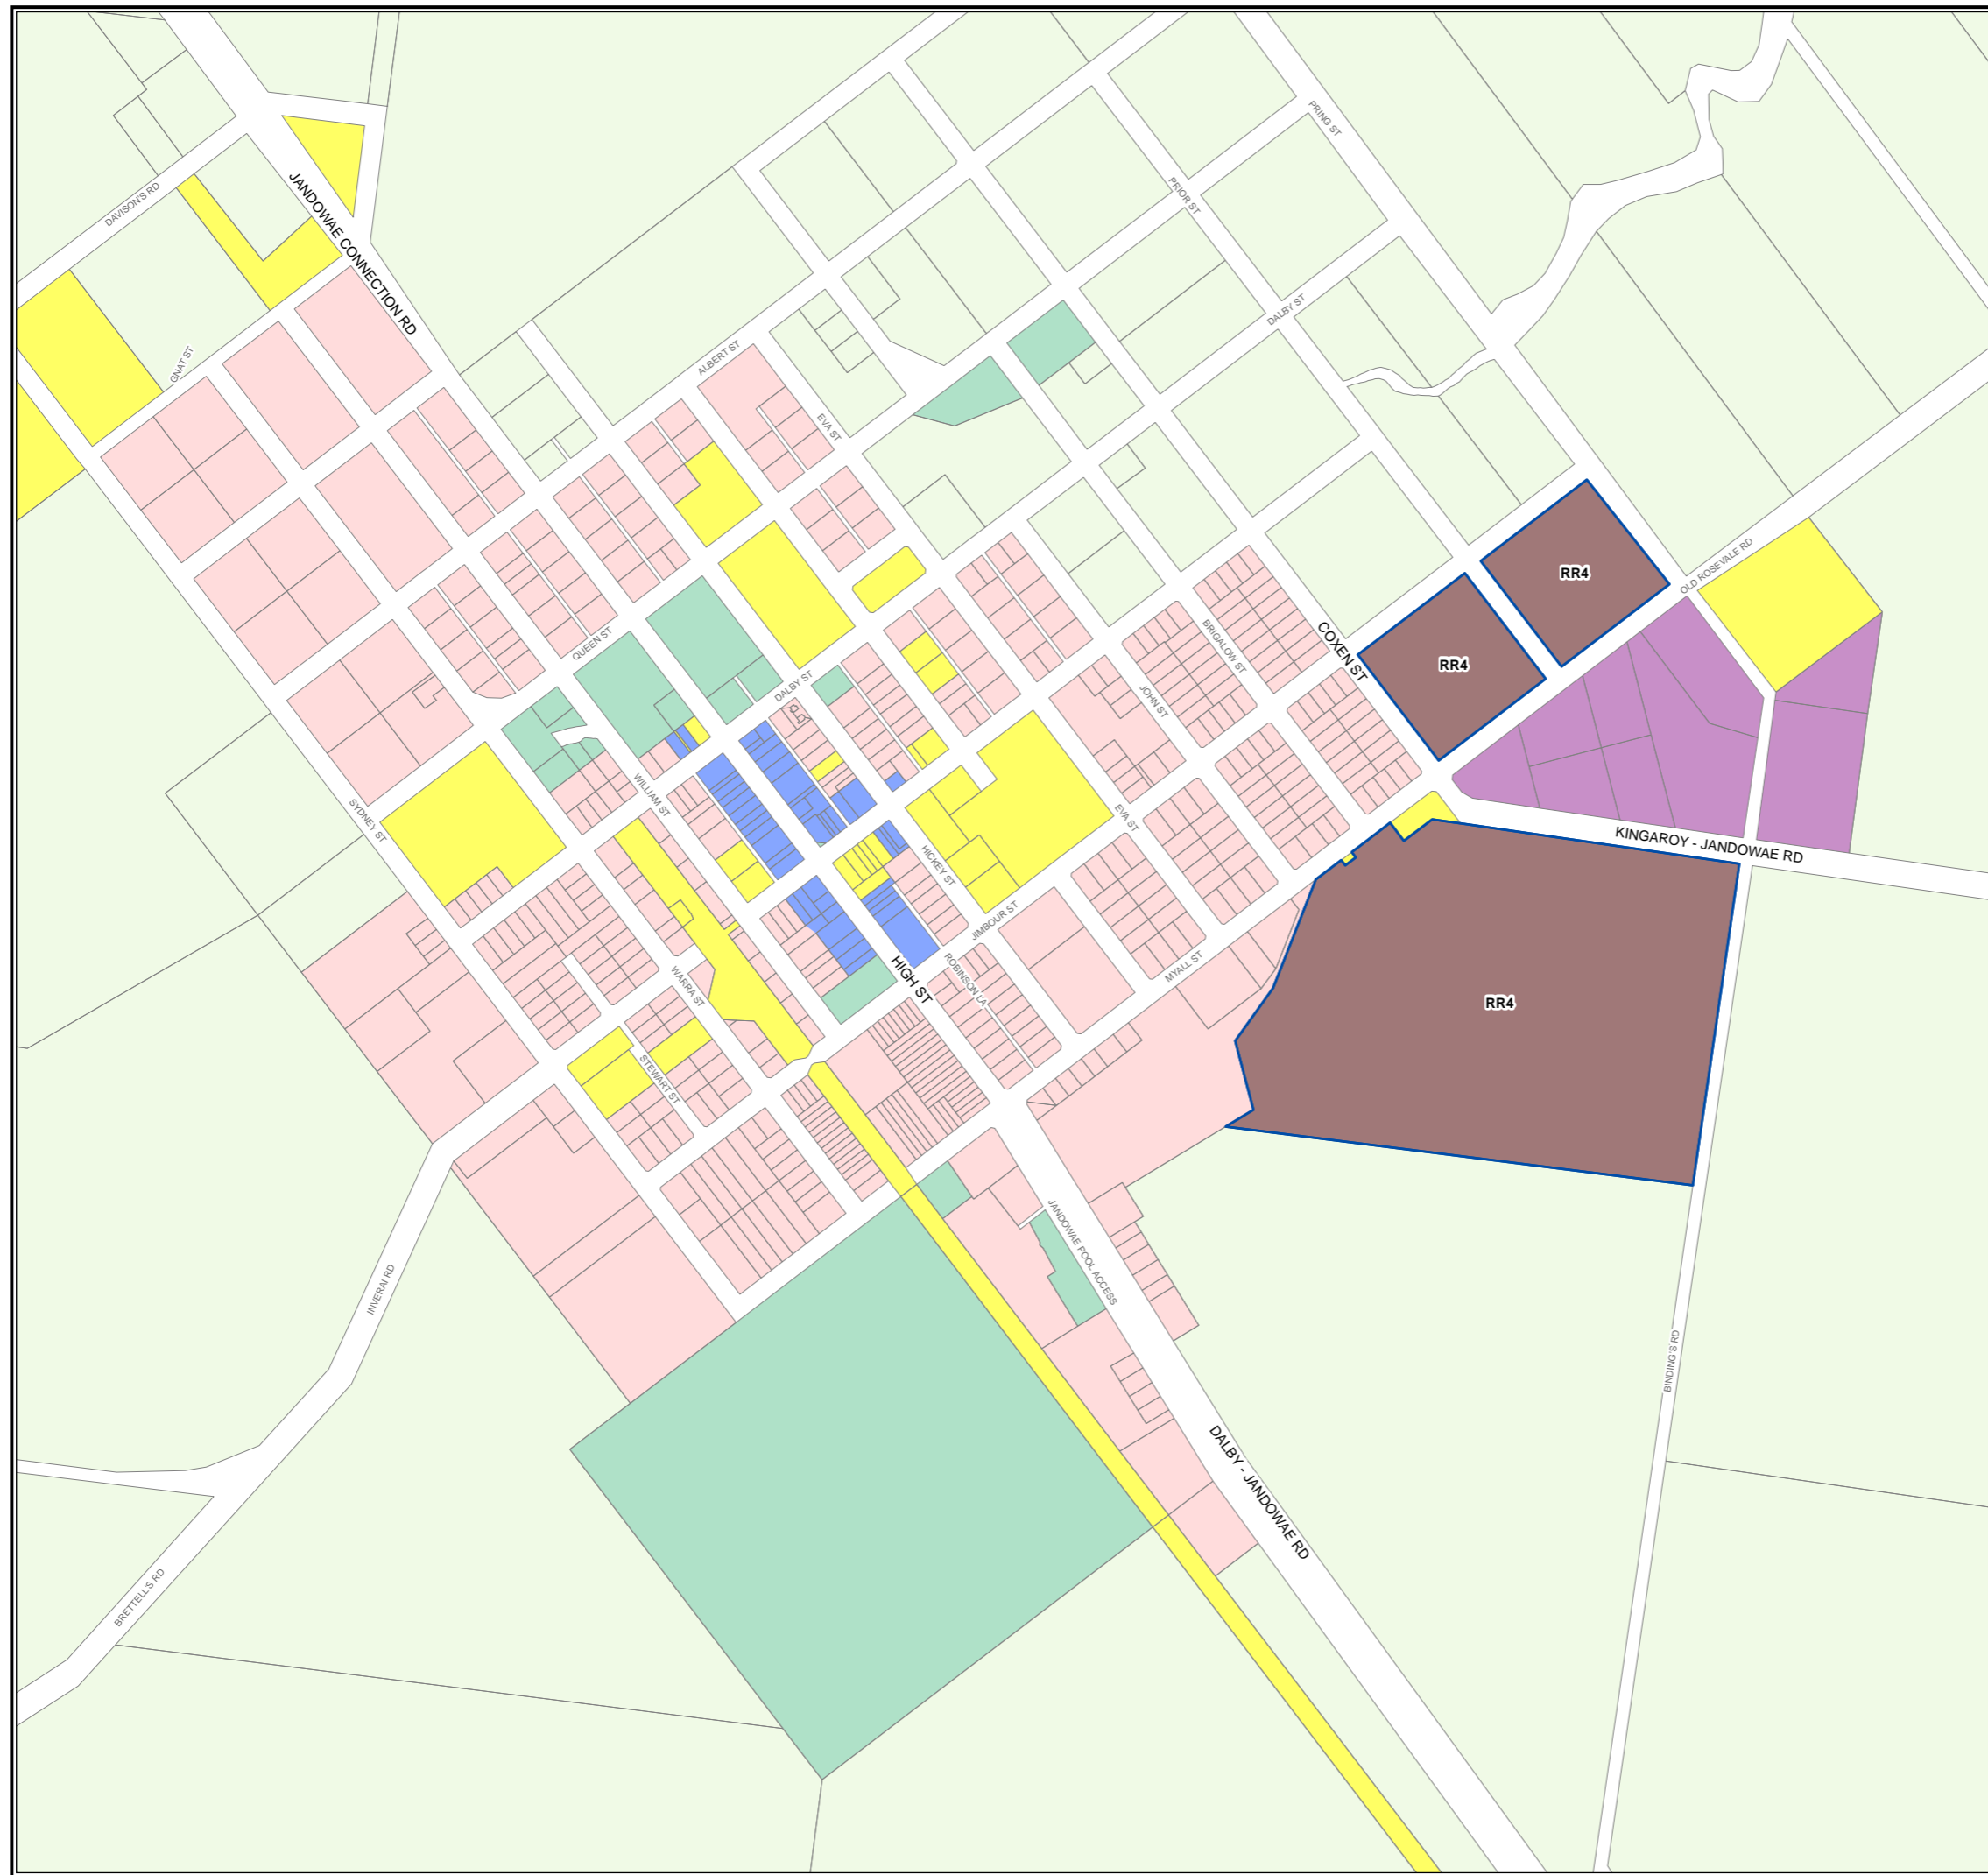 PRING ST
DAVISON'S RD
PRIOR ST
JANDOWAE CONNECTION RD
DALBY ST
GNAT ST
ALBERT ST
EVA ST
OLD ROSEVALE RD
RR4
QUEEN ST
COXEN ST
BRIGALOW ST
RR4
DALBY ST
JOHN ST
WILLIAM ST
SYDNEY ST
EVA ST
KINGAROY - JANDOWAE RD
HICKEY ST
JIMBOUR ST
MYALL ST
HIGH ST
ROBINSON LA
WARRA ST
RR4
STEWART ST
JANDOWAE POOL ACCESS
INVERAI RD
BINDING'S RD
DALBY - JANDOWAE RD
BRETTELL'S RD